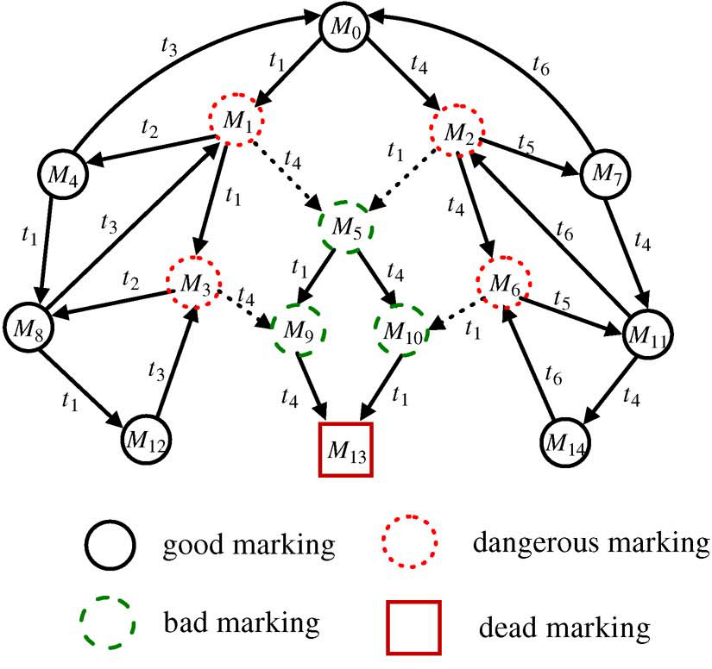 M0
t3
t1
t4
t6
M1
M2
t2
t4
t1
t5
M4
M7
t1
t3
t1
M5
t4
t6
t4
M3
t2
t4
t1
t4
M6
t5
t1
M8
M9
M10
M11
t3
t6
t1
t4
t1
t4
M12
M13
M14
good marking
dangerous marking
bad marking
dead marking